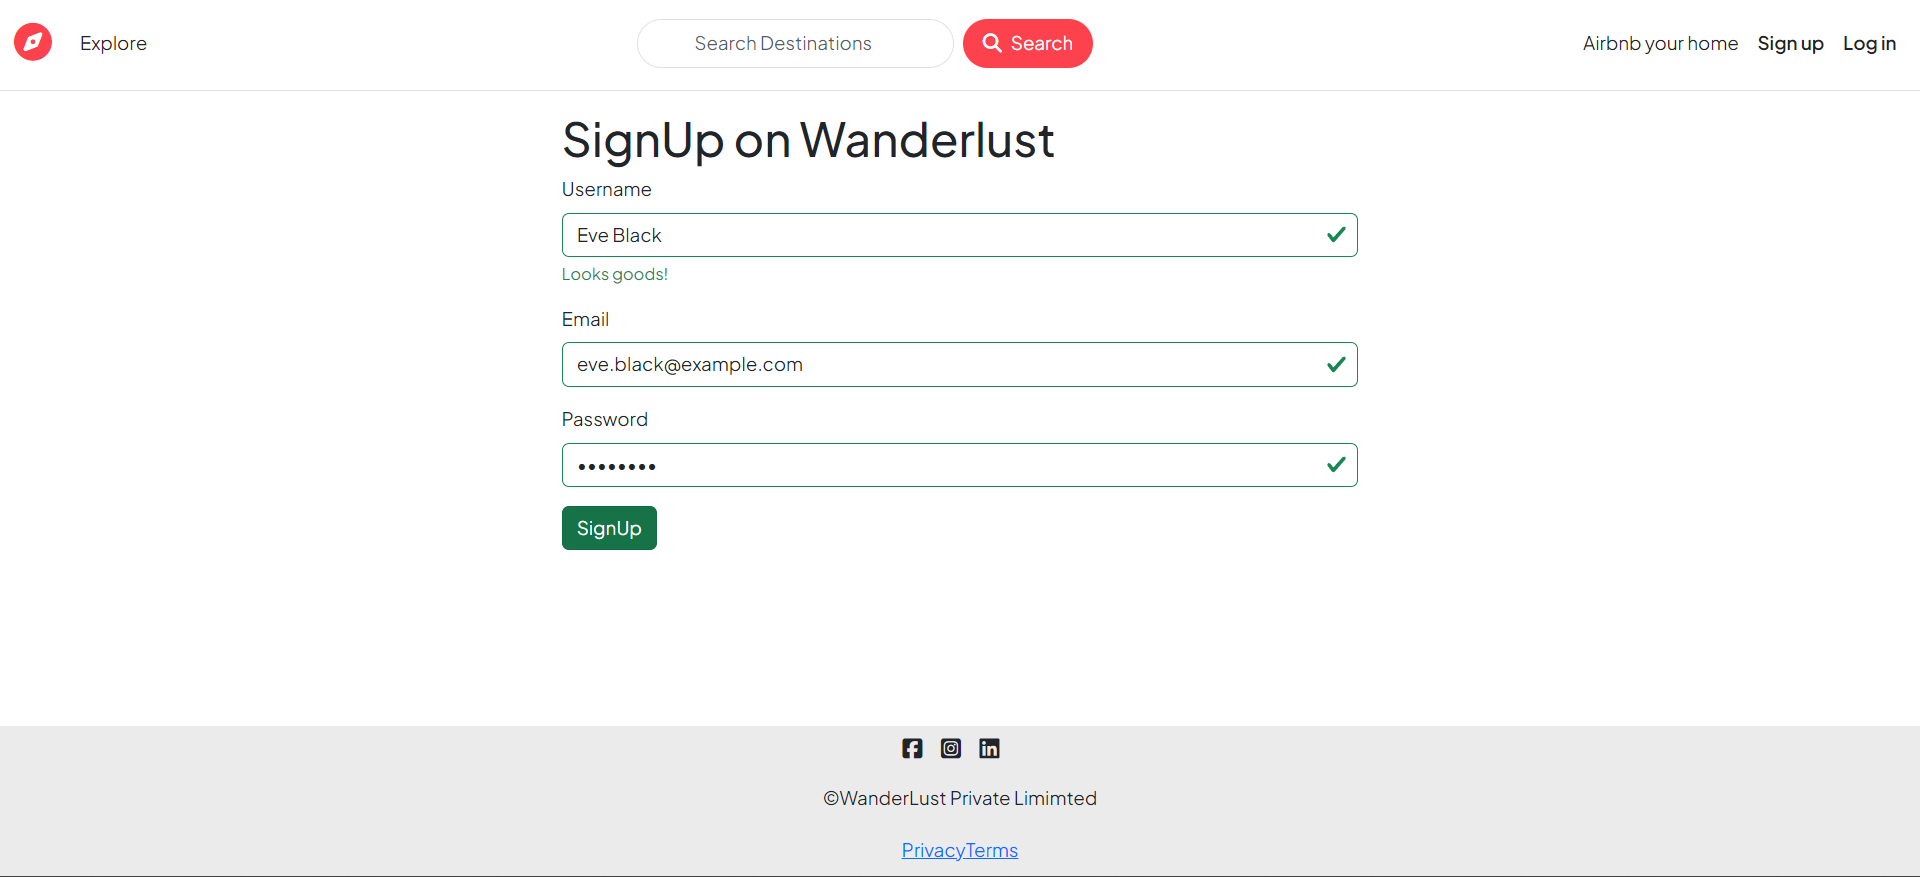 Explore
Search Destinations
Search
Airbnb your home
Sign up
Log in
SignUp on Wanderlust
Username
Eve Black
Looks goods!
Email
eve.black@example.com
Password
••••••••
SignUp
©WanderLust Private Limimted
PrivacyTerms